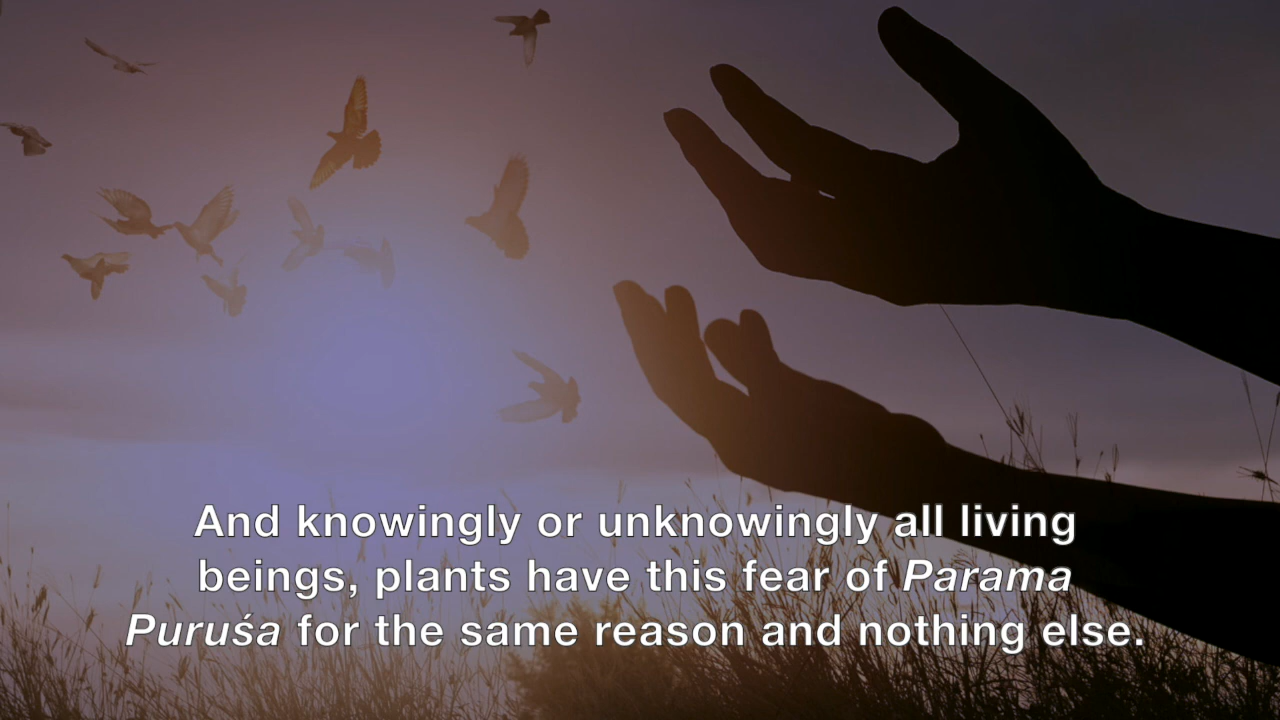 And knowingly or unknowingly all living
beings, plants have this fear of Parama
Puruśa for the same reason and nothing else.